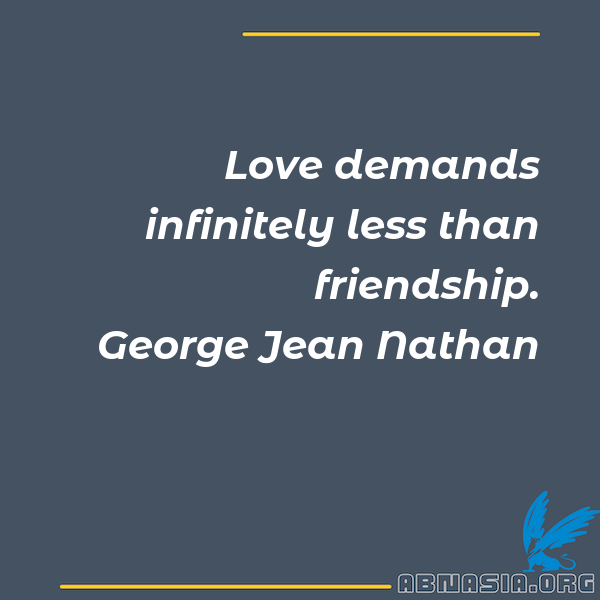 Love demands
infinitely less than
friendship.
George Jean Nathan
ABNASIA.ORG